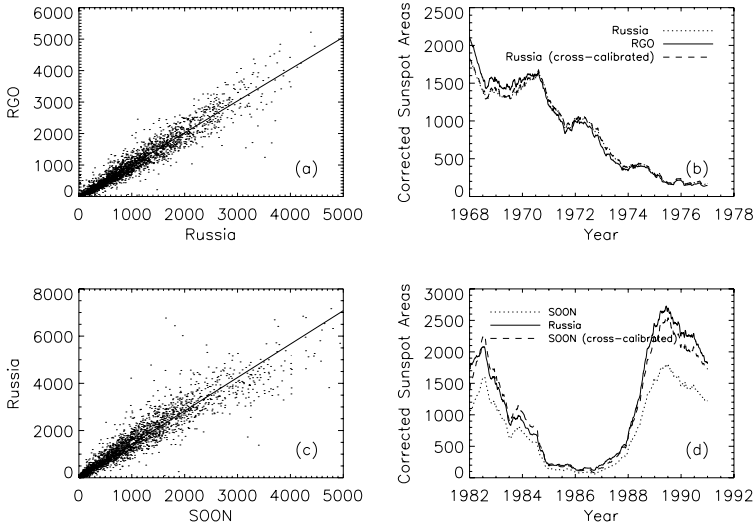 6000
5000
4000
3000
2000
1000
0
RGO
(a)
0 1000 2000 3000 4000 5000
Russia
2500
2000
1500
1000
500
0
Corrected Sunspot Areas
Russia
RGO
Russia (cross-calibrated)
(b)
1968 1970 1972 1974 1976 1978
Year
8000
6000
4000
2000
0
Russia
(c)
0 1000 2000 3000 4000 5000
SOON
3000
2500
2000
1500
1000
500
0
Corrected Sunspot Areas
SOON
Russia
SOON (cross-calibrated)
(d)
1982 1984 1986 1988 1990 1992
Year